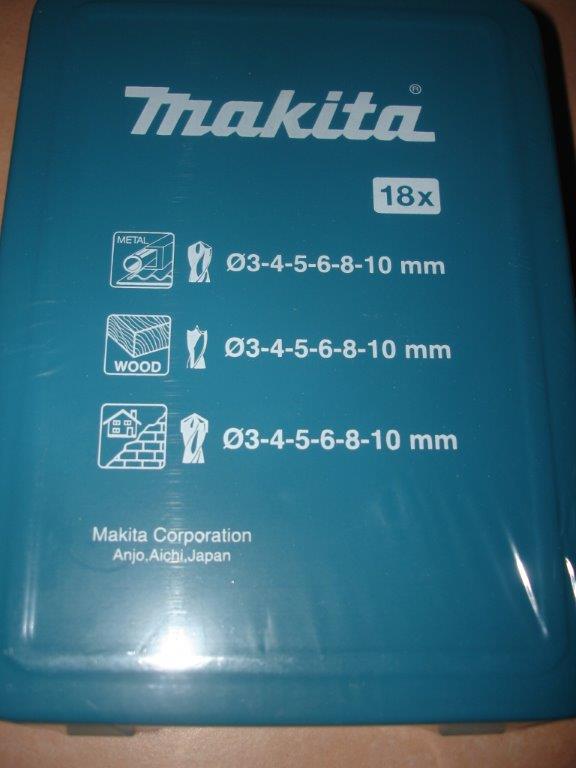 makita®
18x
METAL
Ø3-4-5-6-8-10 mm
WOOD
Ø3-4-5-6-8-10 mm
Ø3-4-5-6-8-10 mm
Makita Corporation
Anjo,Aichi,Japan